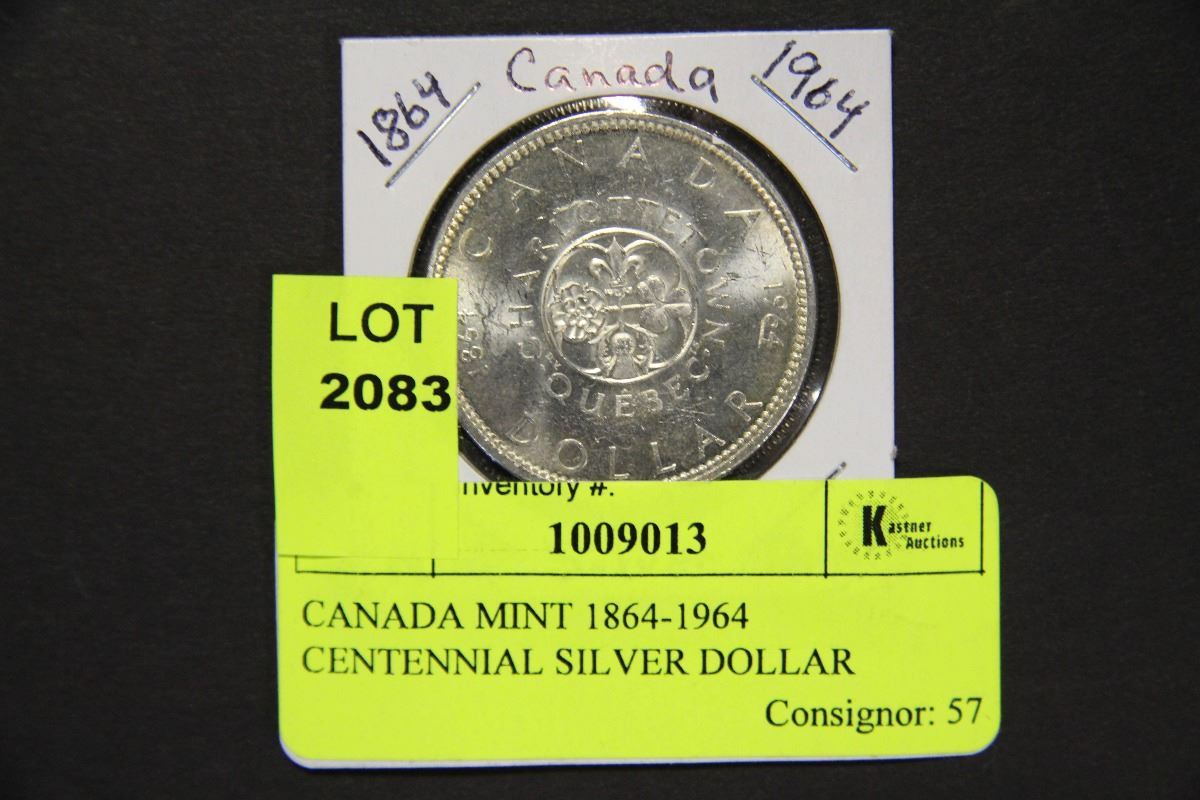 1864 Canada 1964
CANADA
1864 CHARLOTTETOWN 1964
QUÉBEC
DOLLAR
LOT
2083
Inventory #:
1009013
Kastner
Auctions
CANADA MINT 1864-1964
CENTENNIAL SILVER DOLLAR
Consignor: 57